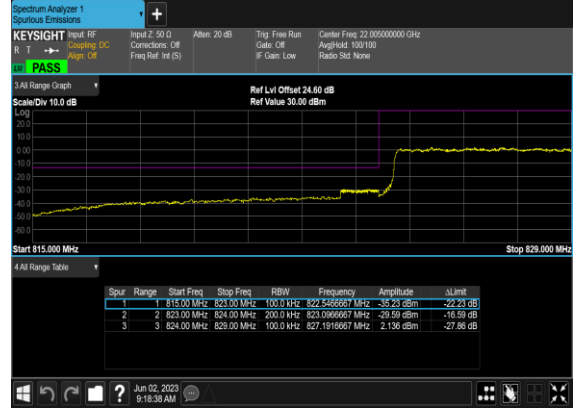 Spectrum Analyzer 1
Spurious Emissions
+
KEYSIGHT Input: RF Input Z: 50 Ω Atten: 20 dB Trig: Free Run Center Freq: 22.005000000 GHz
R T Coupling: DC Corrections: Off Gate: Off Avg|Hold: 100/100
Align: Off Freq Ref: Int (S) IF Gain: Low Radio Std: None
PASS
3 All Range Graph Ref Lvl Offset 24.60 dB
Scale/Div 10.0 dB Ref Value 30.00 dBm
Log
20.0
10.0
0.00
-10.0
-20.0
-30.0
-40.0
-50.0
-60.0
Start 815.000 MHz Stop 829.000 MHz
4 All Range Table
Spur Range Start Freq Stop Freq RBW Frequency Amplitude ΔLimit
1 1 815.00 MHz 823.00 MHz 100.0 kHz 822.5466667 MHz -35.23 dBm -22.23 dB
2 2 823.00 MHz 824.00 MHz 200.0 kHz 823.0966667 MHz -29.59 dBm -16.59 dB
3 3 824.00 MHz 829.00 MHz 100.0 kHz 827.1916667 MHz 2.136 dBm -27.86 dB
? Jun 02, 2023
9:18:38 AM